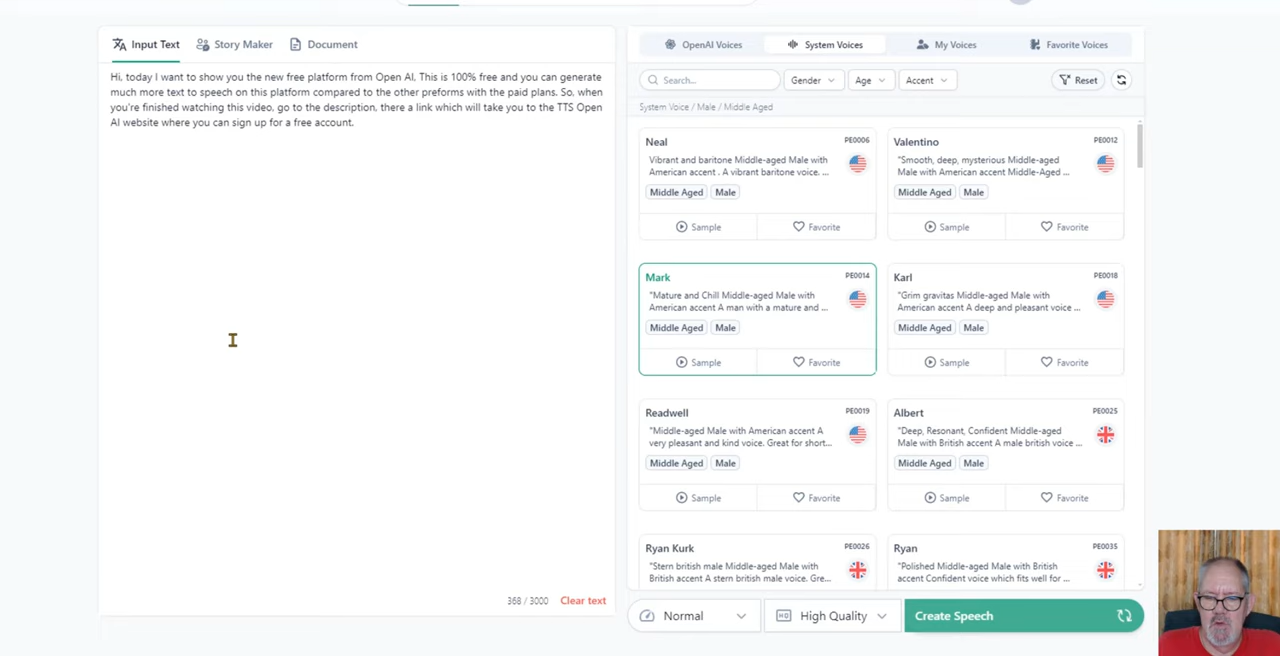 Input Text
Story Maker
Document
Hi, today I want to show you the new free platform from Open AI. This is 100% free and you can generate
much more text to speech on this platform compared to the other preforms with the paid plans. So, when
you're finished watching this video, go to the description, there a link which will take you to the TTS Open
AI website where you can sign up for a free account.
368 / 3000
Clear text
OpenAI Voices
System Voices
My Voices
Favorite Voices
Search...
Gender
Age
Accent
Reset
System Voice / Male / Middle Aged
Neal
PE0006
Vibrant and baritone Middle-aged Male with
American accent . A vibrant baritone voice. ...
Middle Aged
Male
Sample
Favorite
Valentino
PE0012
"Smooth, deep, mysterious Middle-aged
Male with American accent Middle-Aged ...
Middle Aged
Male
Sample
Favorite
Mark
PE0014
"Mature and Chill Middle-aged Male with
American accent A man with a mature and ...
Middle Aged
Male
Sample
Favorite
Karl
PE0018
"Grim gravitas Middle-aged Male with
American accent A deep and pleasant voice ...
Middle Aged
Male
Sample
Favorite
Readwell
PE0019
"Middle-aged Male with American accent A
very pleasant and kind voice. Great for short...
Middle Aged
Male
Sample
Favorite
Albert
PE0025
"Deep, Resonant, Confident Middle-aged
Male with British accent A male british voice ...
Middle Aged
Male
Sample
Favorite
Ryan Kurk
PE0026
"Stern british male Middle-aged Male with
British accent A stern british male voice. Gre...
Ryan
PE0035
"Polished Middle-aged Male with British
accent Confident voice which fits well for ...
Normal
HQ
High Quality
Create Speech